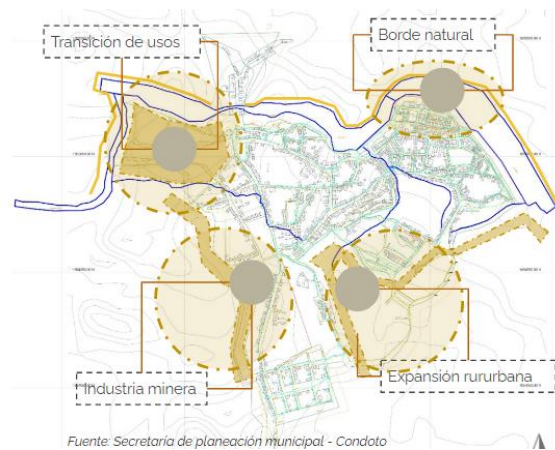 Transición de usos
Borde natural
Industria minera
Expansión rururbana
Fuente: Secretaría de planeación municipal - Condoto